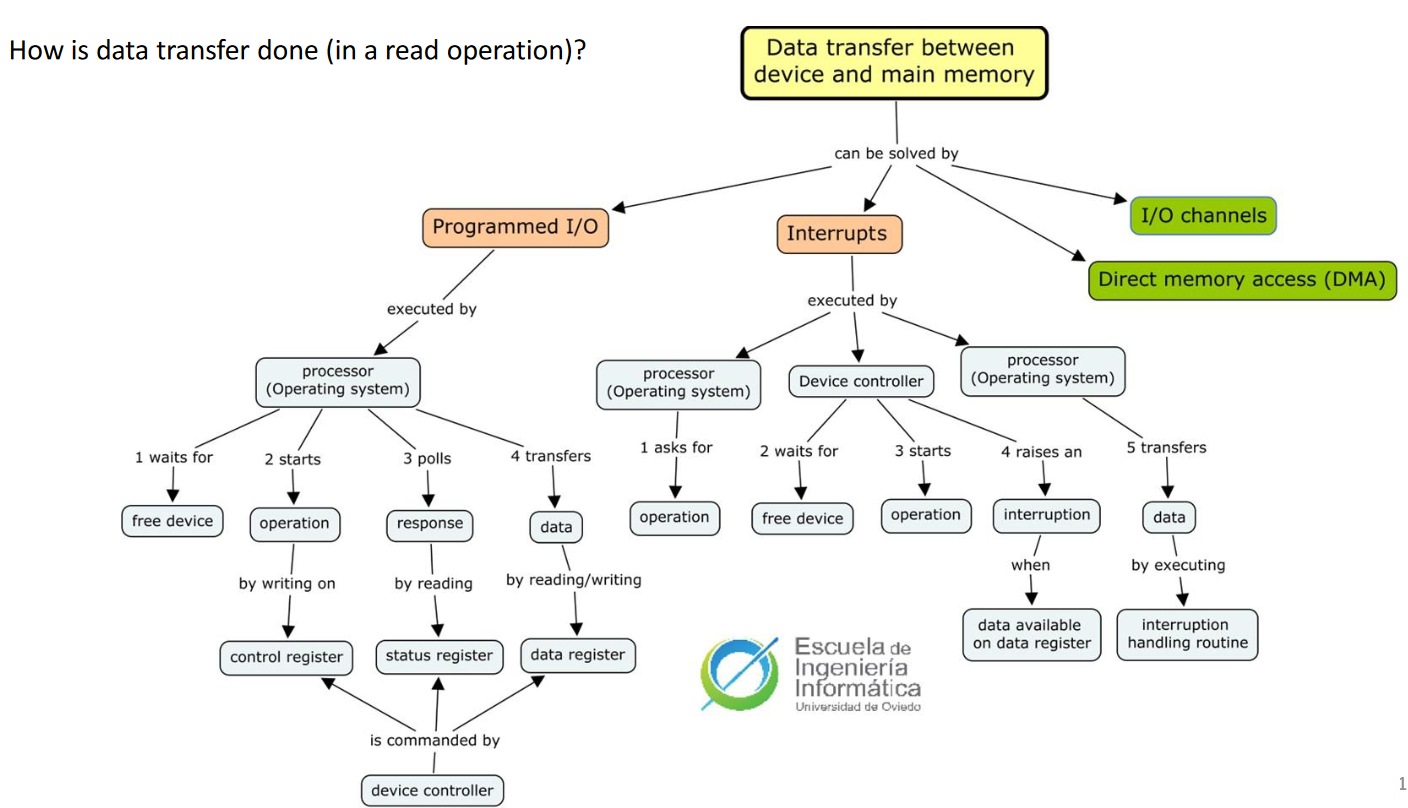 How is data transfer done (in a read operation)?
Data transfer between
device and main memory
can be solved by
Programmed I/O
Interrupts
I/O channels
Direct memory access (DMA)
executed by
executed by
processor
(Operating system)
processor
(Operating system)
Device controller
processor
(Operating system)
1 waits for
2 starts
3 polls
4 transfers
1 asks for
2 waits for
3 starts
4 raises an
5 transfers
free device
operation
response
data
operation
free device
operation
interruption
data
by writing on
by reading
by reading/writing
when
by executing
control register
status register
data register
data available
on data register
interruption
handling routine
Escuela de
Ingeniería
Informática
Universidad de Oviedo
is commanded by
device controller
1